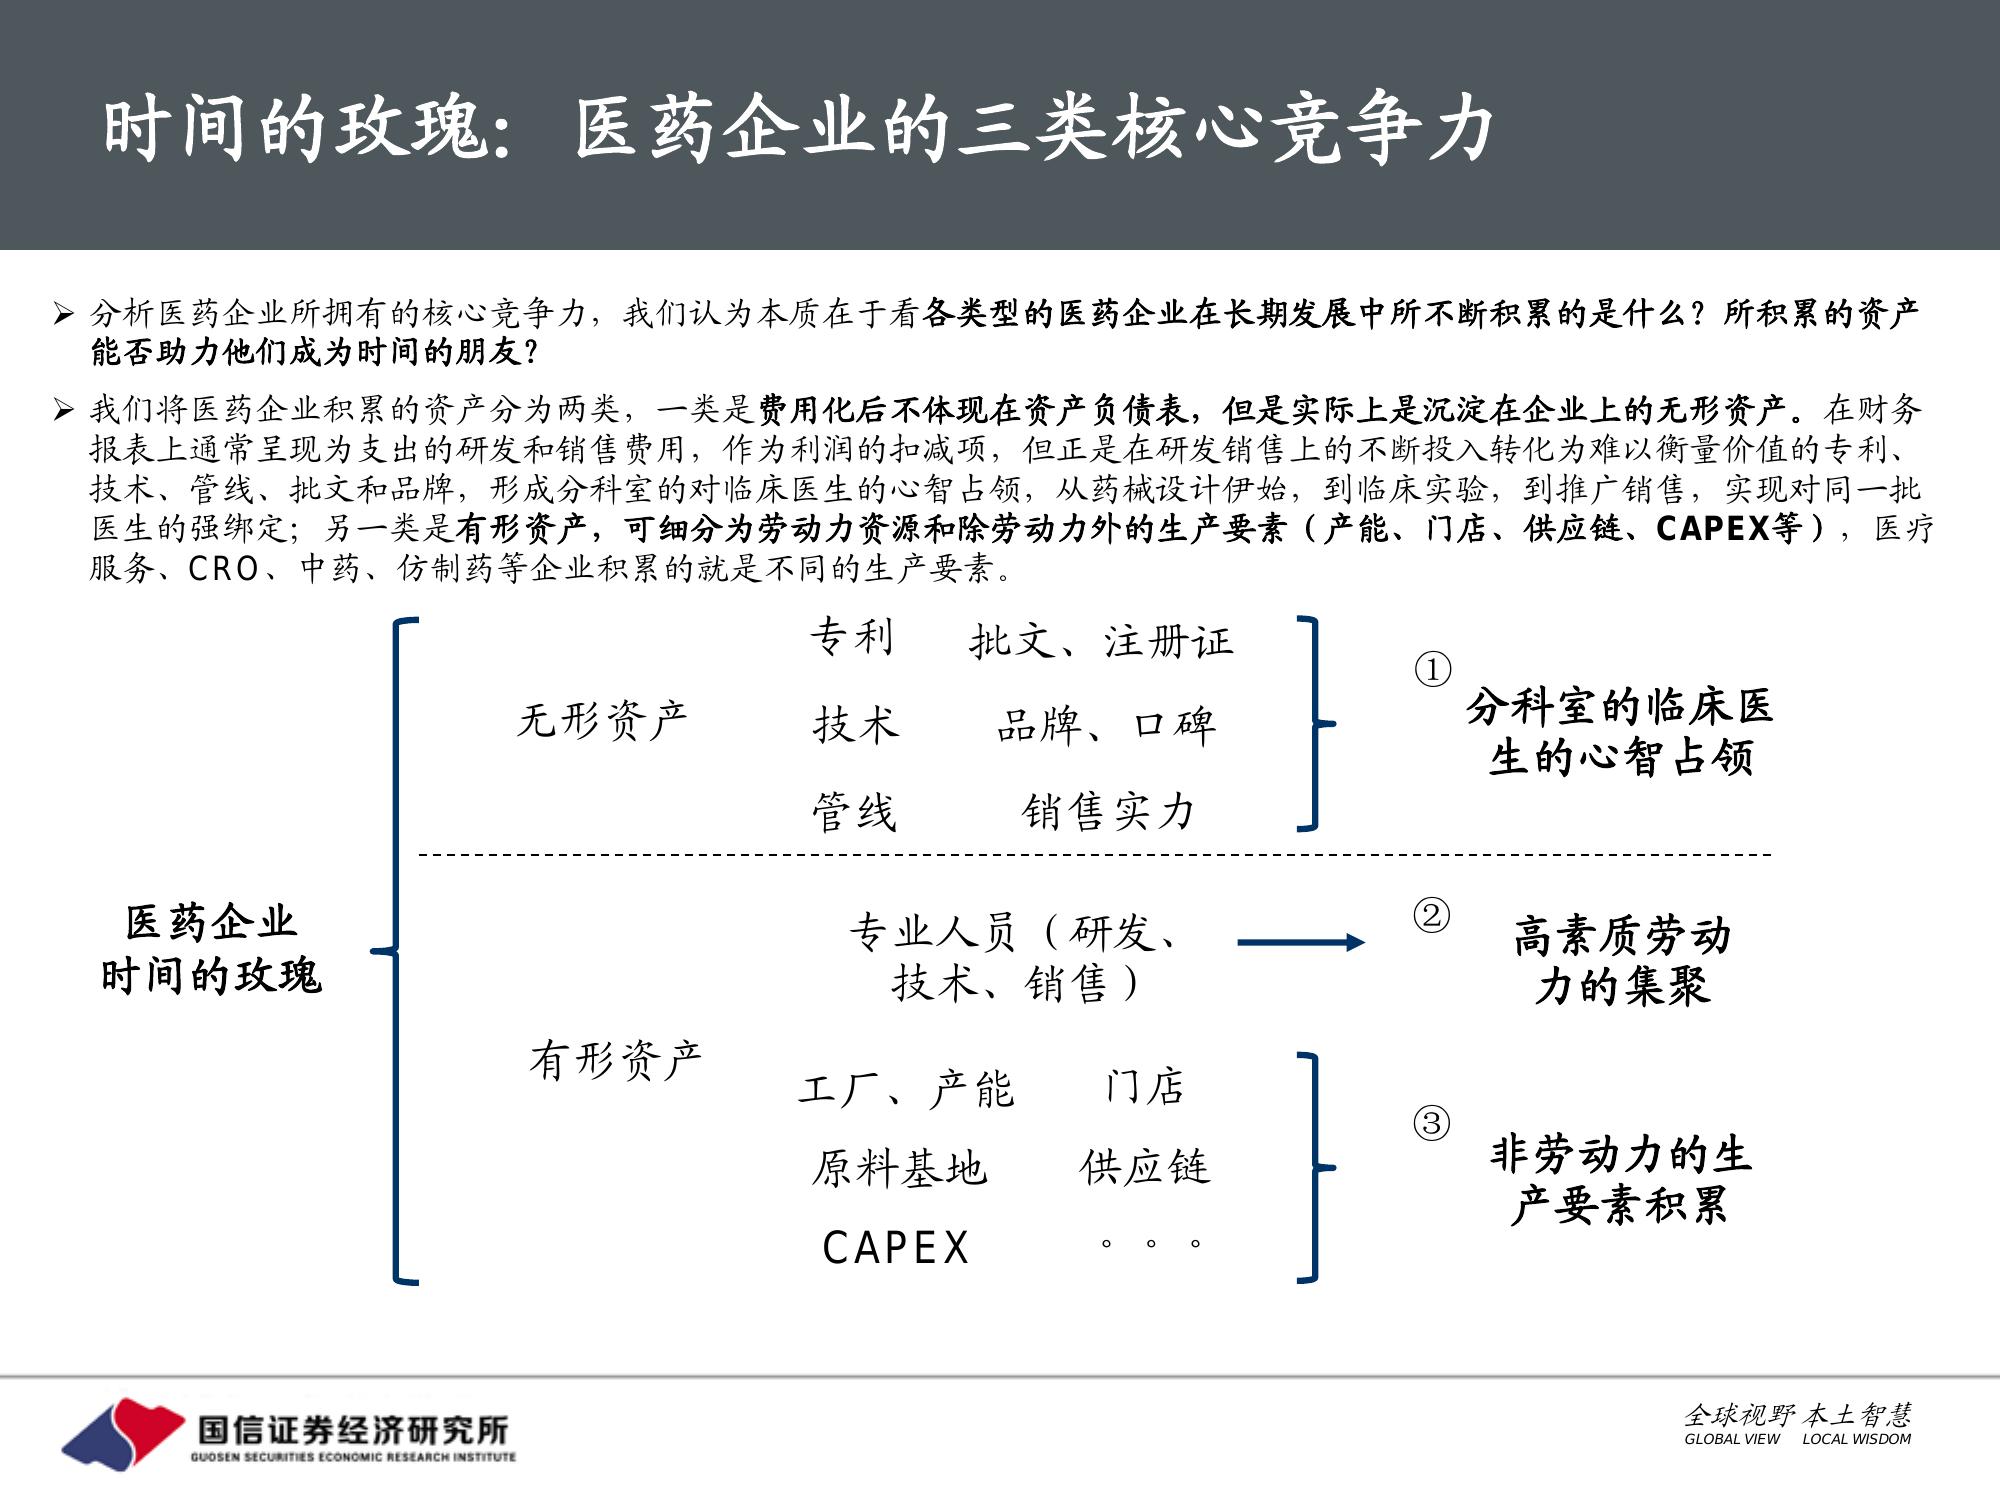 时间的玫瑰： 医药企业的三类核心竞争力
➢ 分析医药企业所拥有的核心竞争力，我们认为本质在于看各类型的医药企业在长期发展中所不断积累的是什么？所积累的资产
能否助力他们成为时间的朋友？
➢ 我们将医药企业积累的资产分为两类，一类是费用化后不体现在资产负债表，但是实际上是沉淀在企业上的无形资产。在财务
报表上通常呈现为支出的研发和销售费用，作为利润的扣减项，但正是在研发销售上的不断投入转化为难以衡量价值的专利、
技术、管线、批文和品牌，形成分科室的对临床医生的心智占领，从药械设计伊始，到临床实验，到推广销售，实现对同一批
医生的强绑定；另一类是有形资产，可细分为劳动力资源和除劳动力外的生产要素（产能、门店、供应链、CAPEX等），医疗
服务、CRO、中药、仿制药等企业积累的就是不同的生产要素。
医药企业
时间的玫瑰
无形资产
专利 批文、注册证
技术 品牌、口碑
管线 销售实力
①
分科室的临床医
生的心智占领
有形资产
专业人员（研发、
技术、销售）
②
高素质劳动
力的集聚
工厂、产能 门店
原料基地 供应链
CAPEX 。。。
③
非劳动力的生
产要素积累
国信证券经济研究所
GUOSEN SECURITIES ECONOMIC RESEARCH INSTITUTE
全球视野 本土智慧
GLOBAL VIEW LOCAL WISDOM